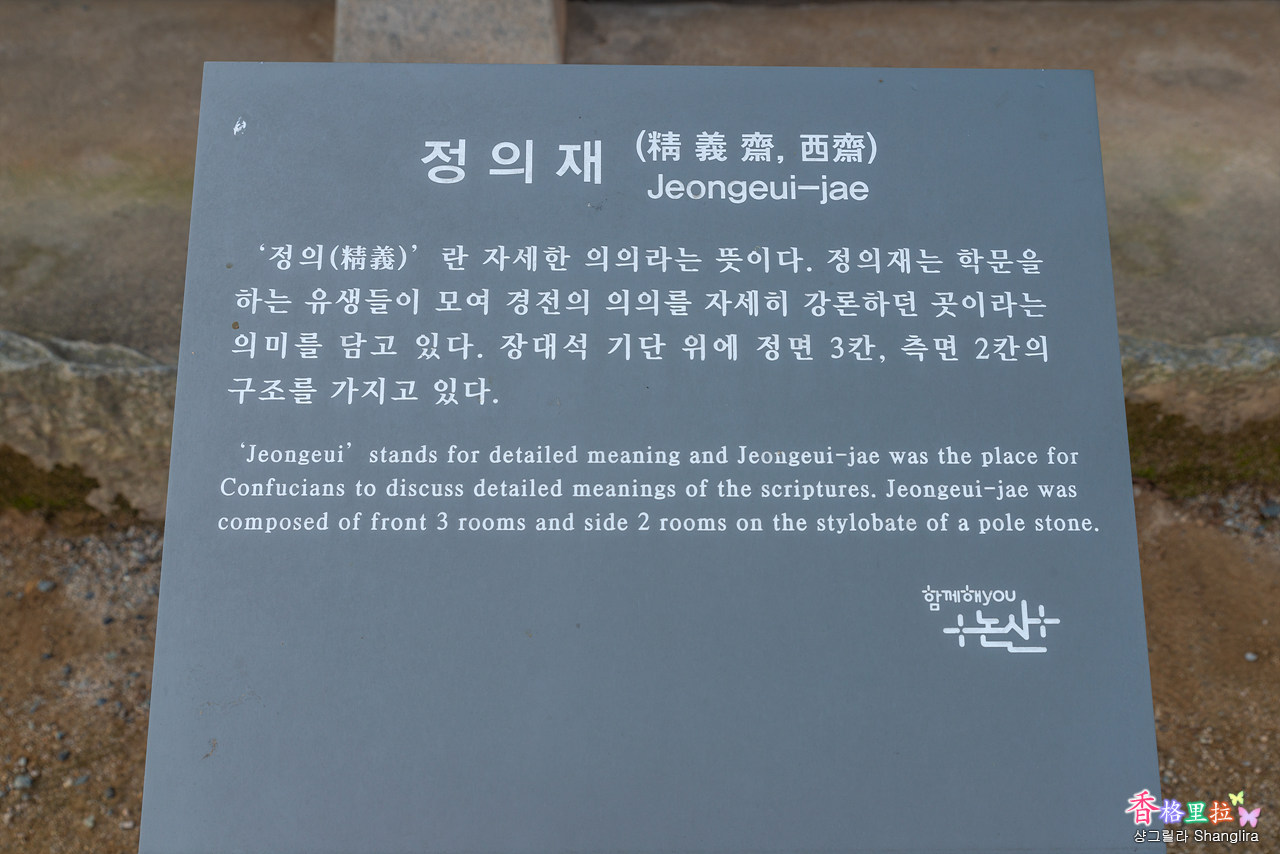 정의재 (精義齋, 西齋)
Jeongeui-jae
‘정의(精義)’란 자세한 의의라는 뜻이다. 정의재는 학문을
하는 유생들이 모여 경전의 의의를 자세히 강론하던 곳이라는
의미를 담고 있다. 장대석 기단 위에 정면 3칸, 측면 2칸의
구조를 가지고 있다.
‘Jeongeui’ stands for detailed meaning and Jeongeui-jae was the place for
Confucians to discuss detailed meanings of the scriptures. Jeongeui-jae was
composed of front 3 rooms and side 2 rooms on the stylobate of a pole stone.
함께해you
논산
香格里拉
샹그릴라 Shanglira